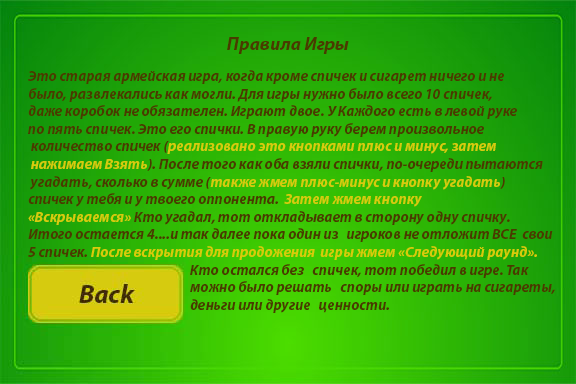 Правила Игры
Это старая армейская игра, когда кроме спичек и сигарет ничего и не
было, развлекались как могли. Для игры нужно было всего 10 спичек,
даже коробок не обязателен. Играют двое. У Каждого есть в левой руке
по пять спичек. Это его спички. В правую руку берем произвольное
количество спичек (реализовано это кнопками плюс и минус, затем
нажимаем Взять). После того как оба взяли спички, по-очереди пытаются
угадать, сколько в сумме (также жмем плюс-минус и кнопку угадать)
спичек у тебя и у твоего оппонента. Затем жмем кнопку
«Вскрываемся» Кто угадал, тот откладывает в сторону одну спичку.
Итого остается 4....и так далее пока один из игроков не отложит ВСЕ свои
5 спичек. После вскрытия для продожения игры жмем «Следующий раунд».
Кто остался без спичек, тот победил в игре. Так
можно было решать споры или играть на сигареты,
деньги или другие ценности.
Back